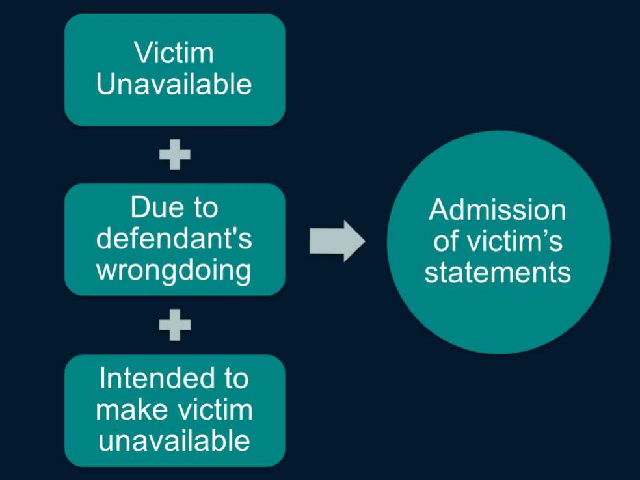 Victim
Unavailable
Due to
defendant's
wrongdoing
Intended to
make victim
unavailable
Admission
of victim’s
statements